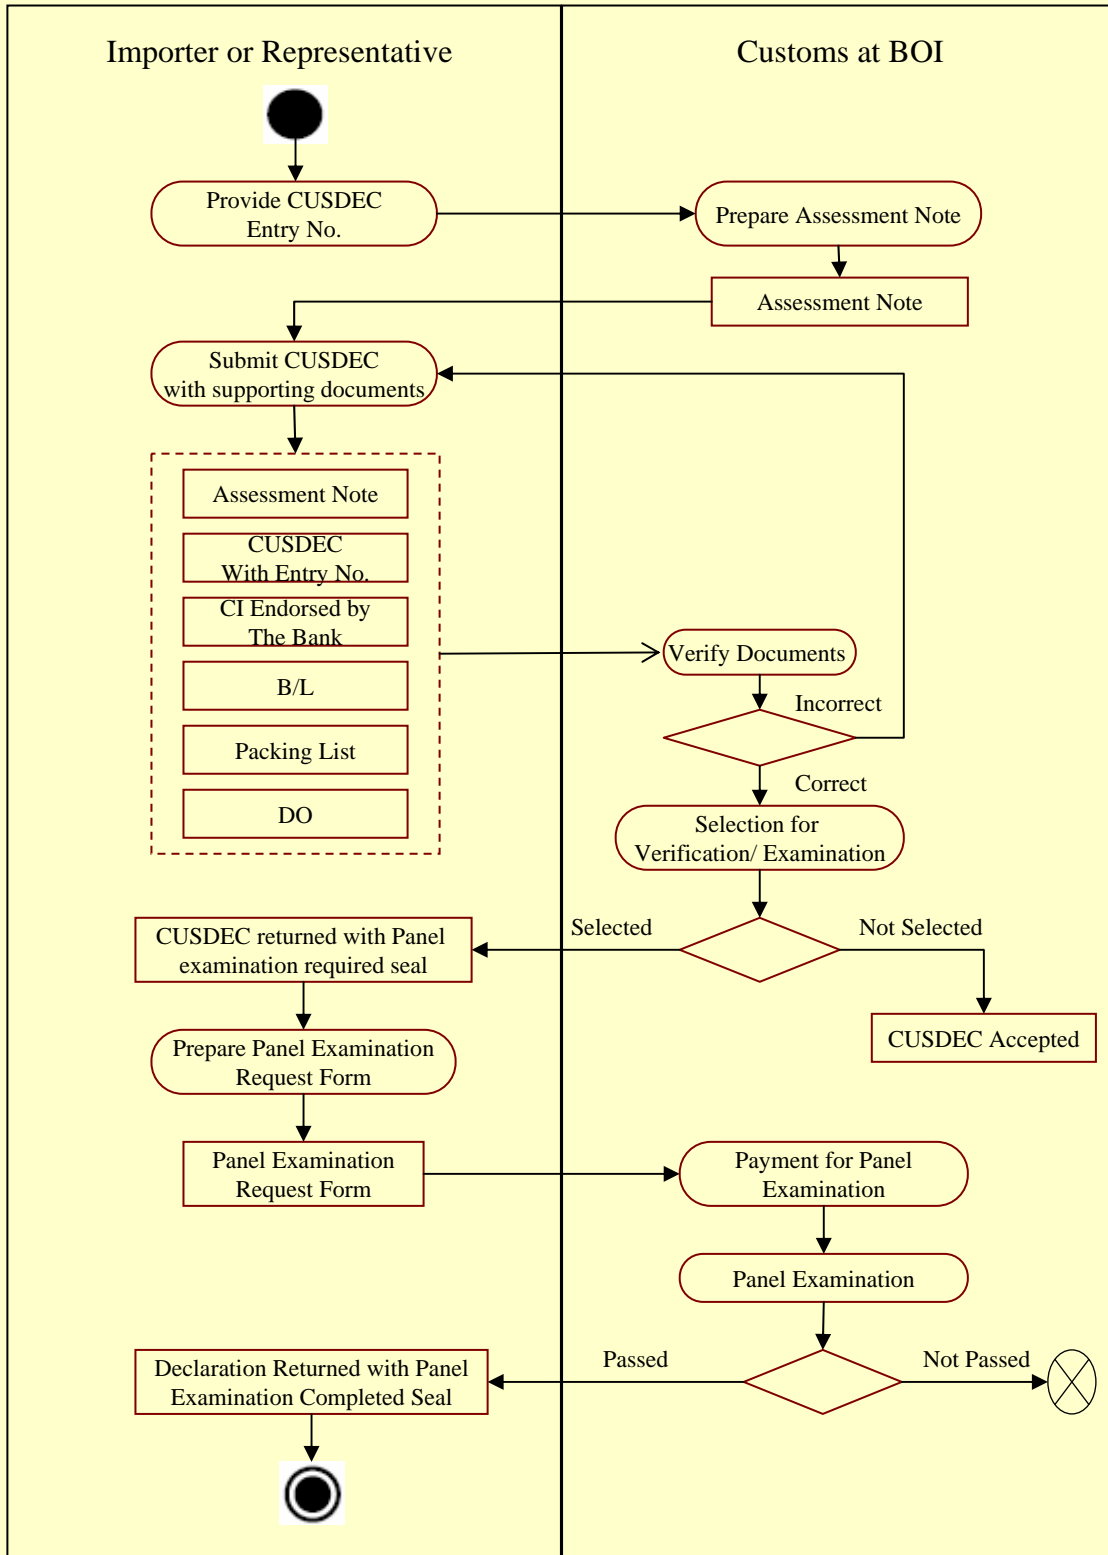 Importer or Representative
Customs at BOI
Provide CUSDEC
Entry No.
Prepare Assessment Note
Assessment Note
Submit CUSDEC
with supporting documents
Assessment Note
CUSDEC
With Entry No.
CI Endorsed by
The Bank
B/L
Packing List
DO
Verify Documents
Incorrect
Correct
Selection for
Verification/ Examination
Selected
Not Selected
CUSDEC returned with Panel
examination required seal
CUSDEC Accepted
Prepare Panel Examination
Request Form
Panel Examination
Request Form
Payment for Panel
Examination
Panel Examination
Passed
Not Passed
Declaration Returned with Panel
Examination Completed Seal